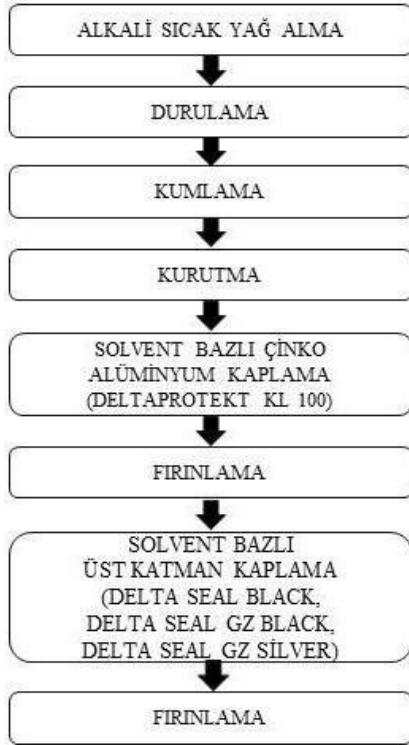 ALKALİ SICAK YAĞ ALMA
DURULAMA
KUMLAMA
KURUTMA
SOLVENT BAZLI ÇİNKO
ALÜMİNYUM KAPLAMA
(DELTAPROTEKT KL 100)
FIRINLAMA
SOLVENT BAZLI
ÜST KATMAN KAPLAMA
(DELTA SEAL BLACK,
DELTA SEAL GZ BLACK,
DELTA SEAL GZ SİLVER)
FIRINLAMA